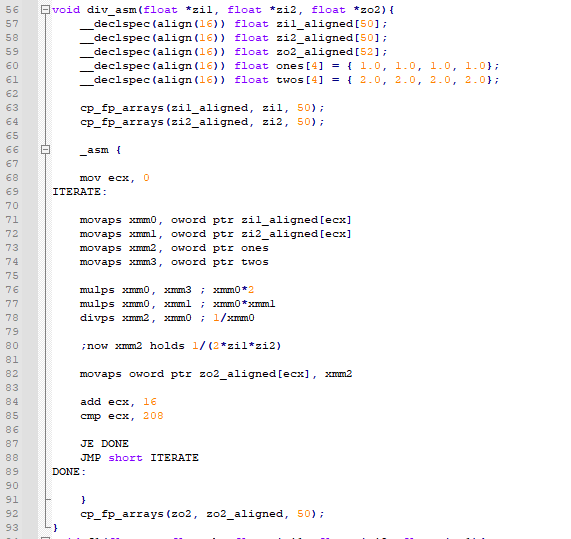 56 void div_asm(float *zi1, float *zi2, float *zo2){
57 __declspec(align(16)) float zi1_aligned[50];
58 __declspec(align(16)) float zi2_aligned[50];
59 __declspec(align(16)) float zo2_aligned[52];
60 __declspec(align(16)) float ones[4] = { 1.0, 1.0, 1.0, 1.0};
61 __declspec(align(16)) float twos[4] = { 2.0, 2.0, 2.0, 2.0};
62
63 cp_fp_arrays(zi1_aligned, zi1, 50);
64 cp_fp_arrays(zi2_aligned, zi2, 50);
65
66 _asm {
67
68 mov ecx, 0
69 ITERATE:
70
71 movaps xmm0, oword ptr zi1_aligned[ecx]
72 movaps xmm1, oword ptr zi2_aligned[ecx]
73 movaps xmm2, oword ptr ones
74 movaps xmm3, oword ptr twos
75
76 mulps xmm0, xmm3 ; xmm0*2
77 mulps xmm0, xmm1 ; xmm0*xmm1
78 divps xmm2, xmm0 ; 1/xmm0
79
80 ;now xmm2 holds 1/(2*zi1*zi2)
81
82 movaps oword ptr zo2_aligned[ecx], xmm2
83
84 add ecx, 16
85 cmp ecx, 208
86
87 JE DONE
88 JMP short ITERATE
89 DONE:
90
91 }
92 cp_fp_arrays(zo2, zo2_aligned, 50);
93 }